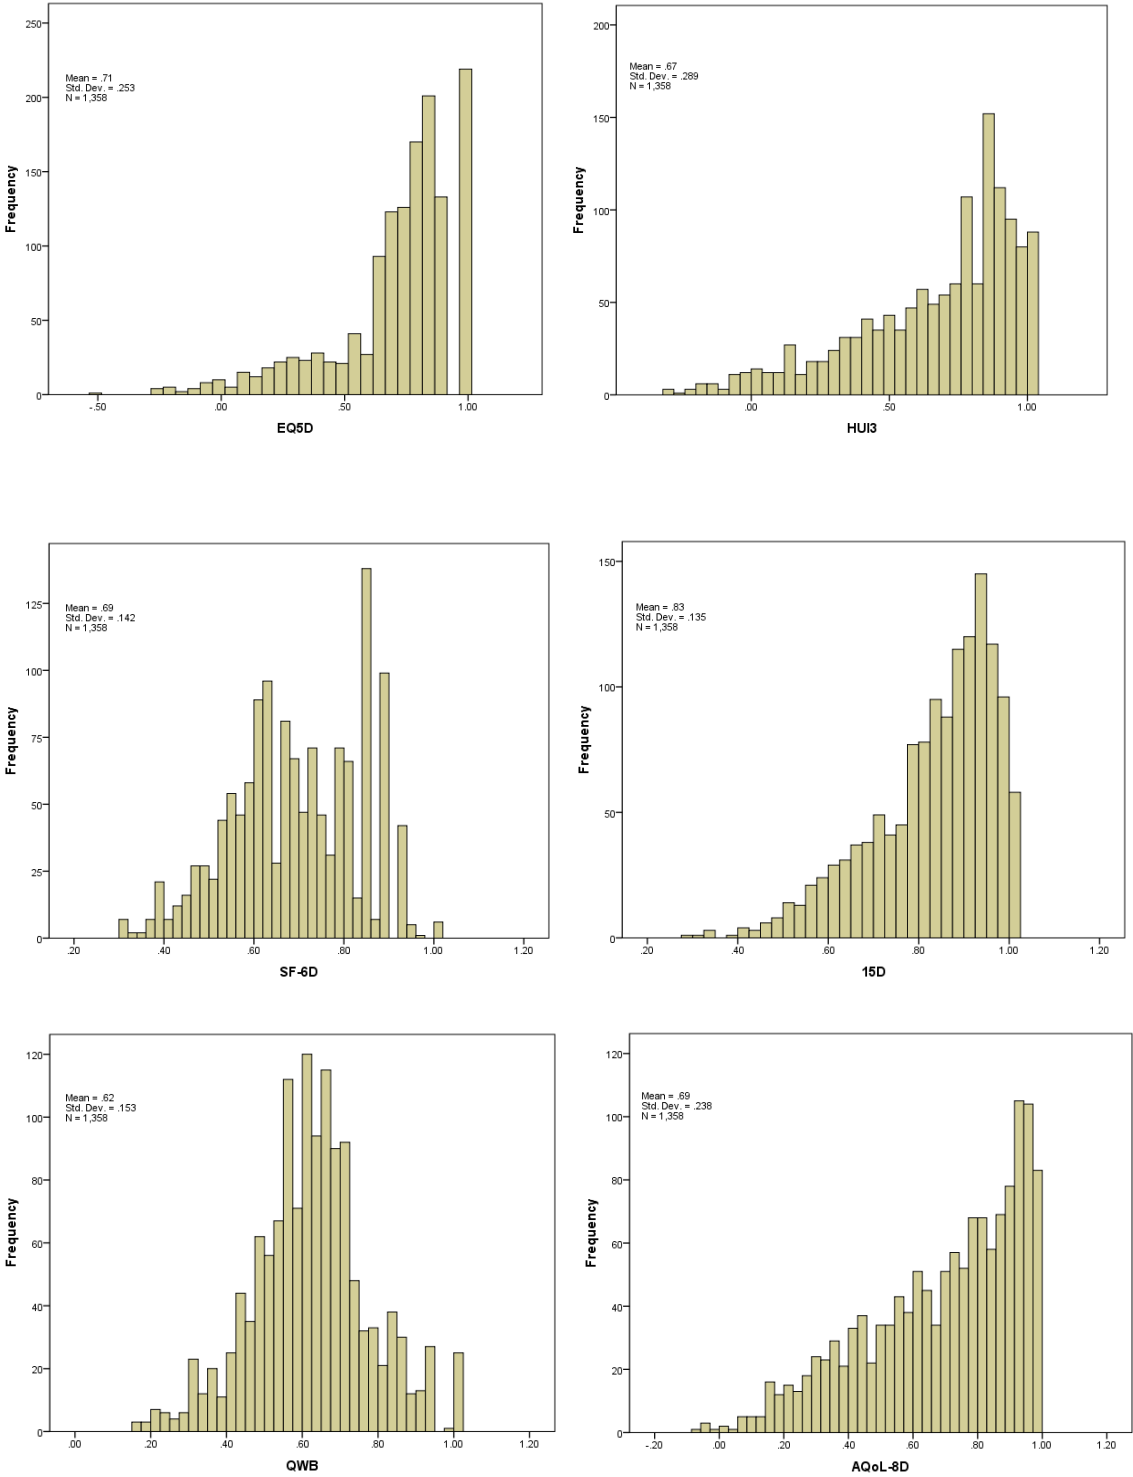 250
200
150
100
50
0
Frequency
Mean = .71
Std. Dev. = .253
N = 1,358
-.50 .00 .50 1.00
EQ5D
200
150
100
50
0
Frequency
Mean = .67
Std. Dev. = .289
N = 1,358
.00 .50 1.00
HUI3
125
100
75
50
25
0
Frequency
Mean = .69
Std. Dev. = .142
N = 1,358
.20 .40 .60 .80 1.00 1.20
SF-6D
150
100
50
0
Frequency
Mean = .83
Std. Dev. = .135
N = 1,358
.20 .40 .60 .80 1.00 1.20
15D
120
100
80
60
40
20
0
Frequency
Mean = .62
Std. Dev. = .153
N = 1,358
.00 .20 .40 .60 .80 1.00 1.20
QWB
120
100
80
60
40
20
0
Frequency
Mean = .69
Std. Dev. = .238
N = 1,358
-.20 .00 .20 .40 .60 .80 1.00 1.20
AQoL-8D